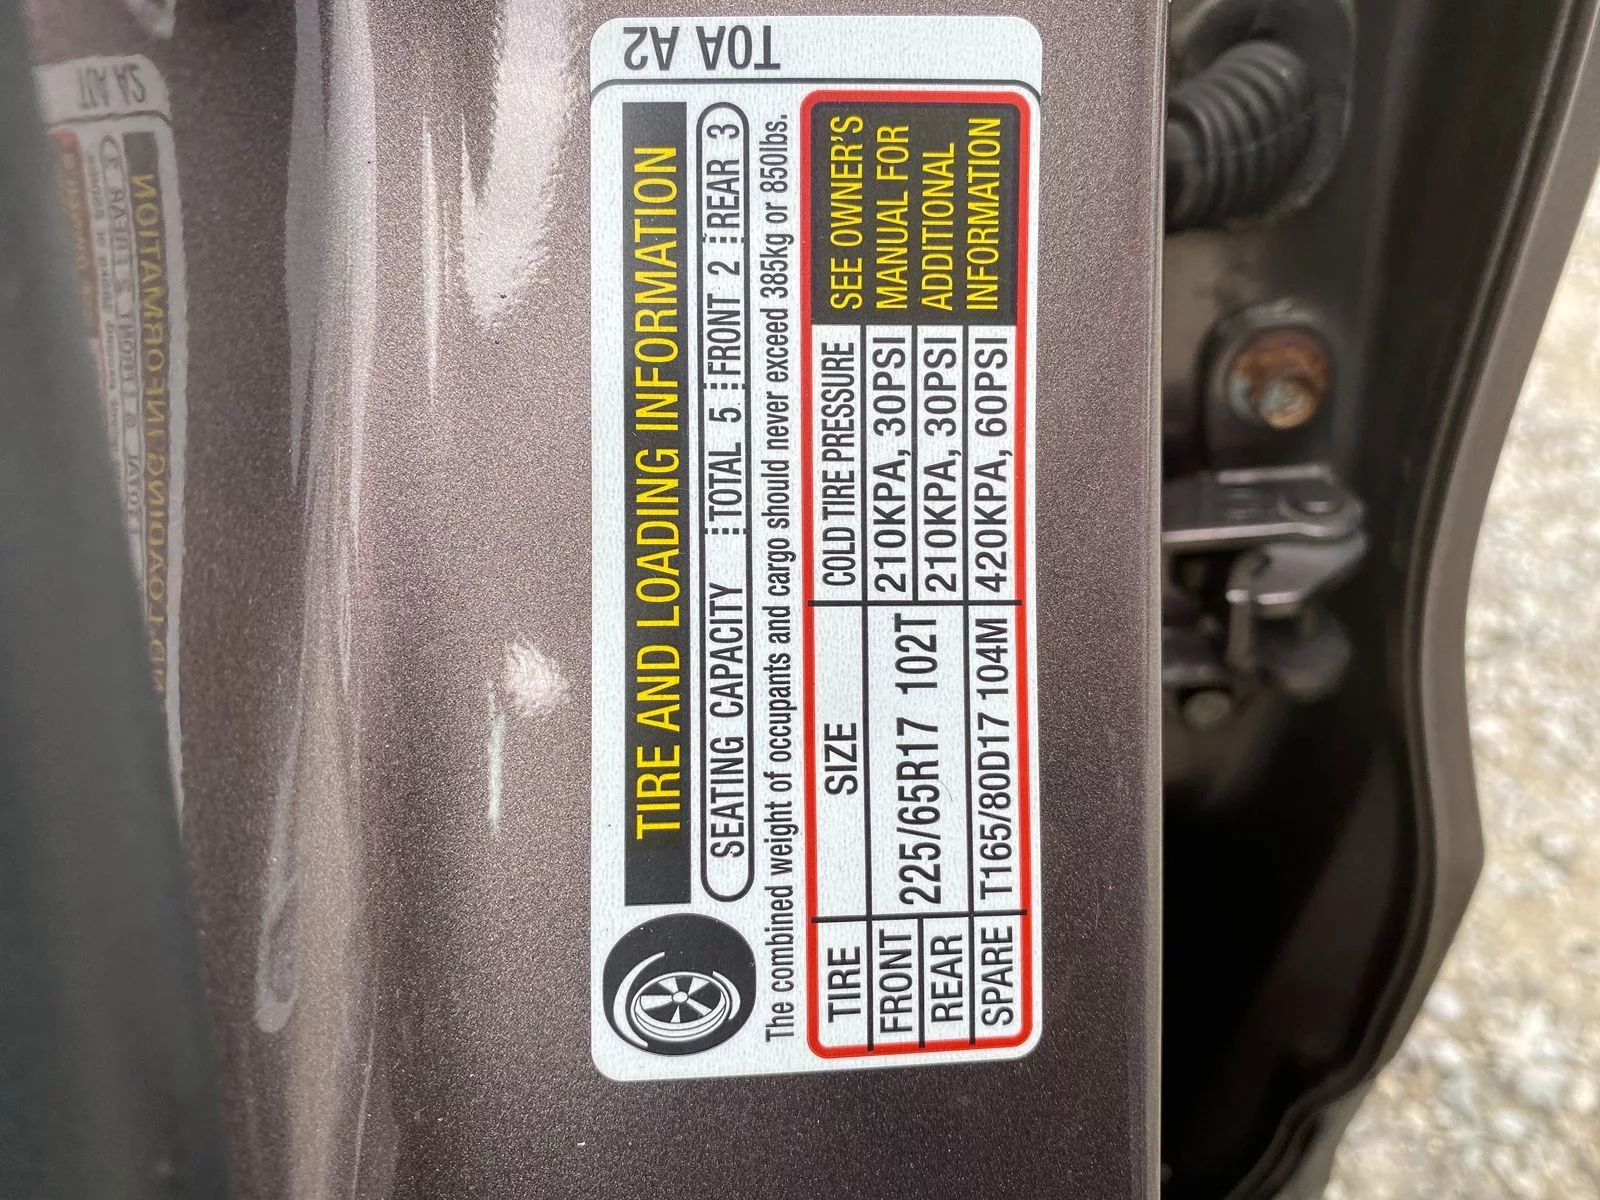 T0A A2
TIRE AND LOADING INFORMATION
SEATING CAPACITY TOTAL 5 FRONT 2 REAR 3
The combined weight of occupants and cargo should never exceed 385kg or 850lbs.
TIRE SIZE COLD TIRE PRESSURE
FRONT 225/65R17 102T 210KPA, 30PSI
REAR 210KPA, 30PSI
SPARE T165/80D17 104M 420KPA, 60PSI
SEE OWNER'S
MANUAL FOR
ADDITIONAL
INFORMATION